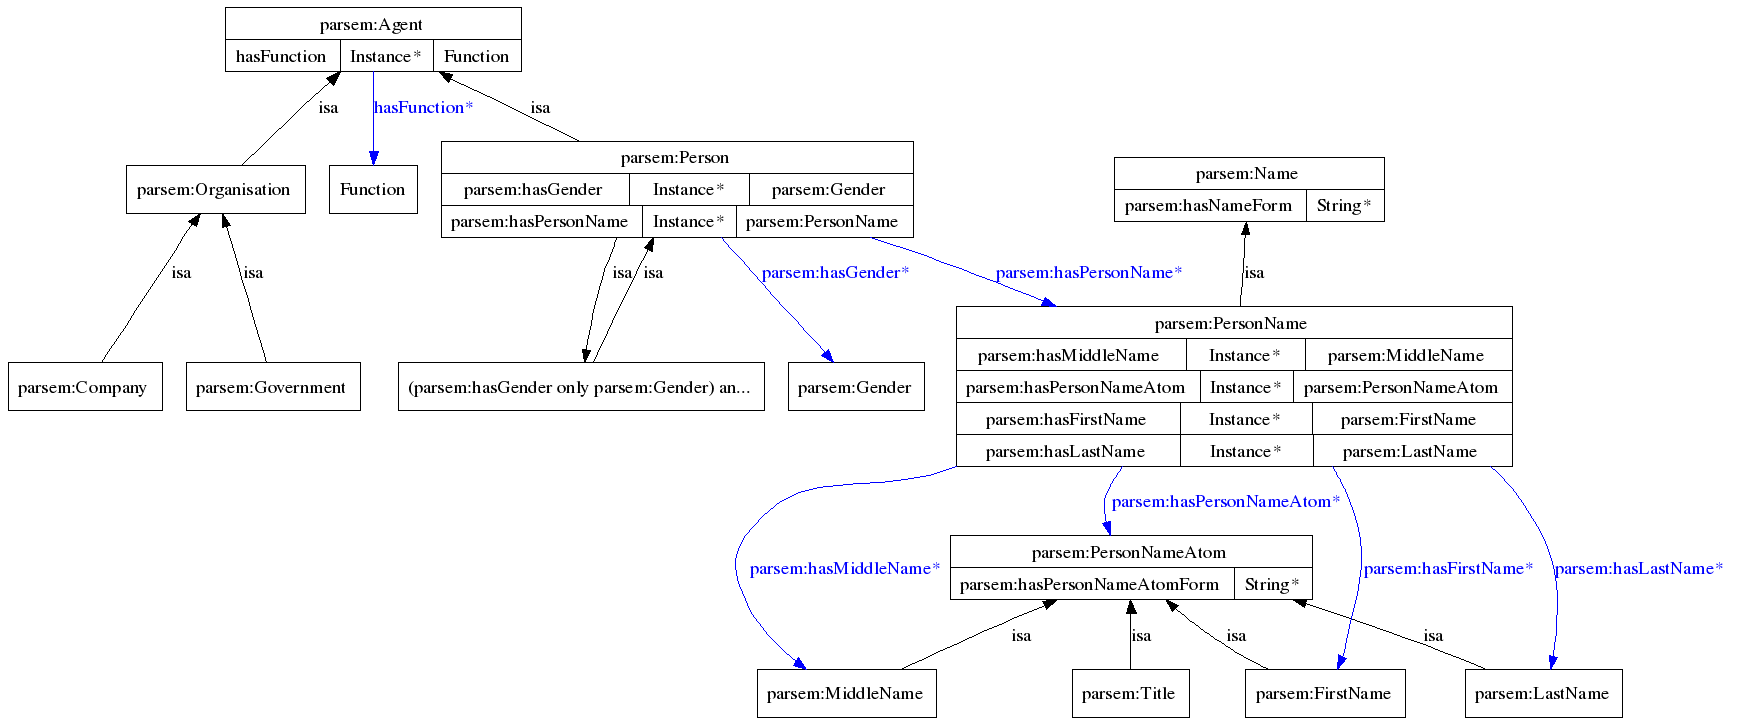 parsem:Agent
hasFunction Instance* Function
isa hasFunction* isa
parsem:Person
parsem:hasGender Instance* parsem:Gender
parsem:hasPersonName Instance* parsem:PersonName
parsem:Organisation Function
parsem:Name
parsem:hasNameForm String*
isa isa isa isa parsem:hasGender* parsem:hasPersonName* isa
parsem:Company parsem:Government (parsem:hasGender only parsem:Gender) an... parsem:Gender
parsem:PersonName
parsem:hasMiddleName Instance* parsem:MiddleName
parsem:hasPersonNameAtom Instance* parsem:PersonNameAtom
parsem:hasFirstName Instance* parsem:FirstName
parsem:hasLastName Instance* parsem:LastName
parsem:hasPersonNameAtom*
parsem:PersonNameAtom
parsem:hasPersonNameAtomForm String*
parsem:hasMiddleName* parsem:hasFirstName* parsem:hasLastName*
isa isa isa isa
parsem:MiddleName parsem:Title parsem:FirstName parsem:LastName